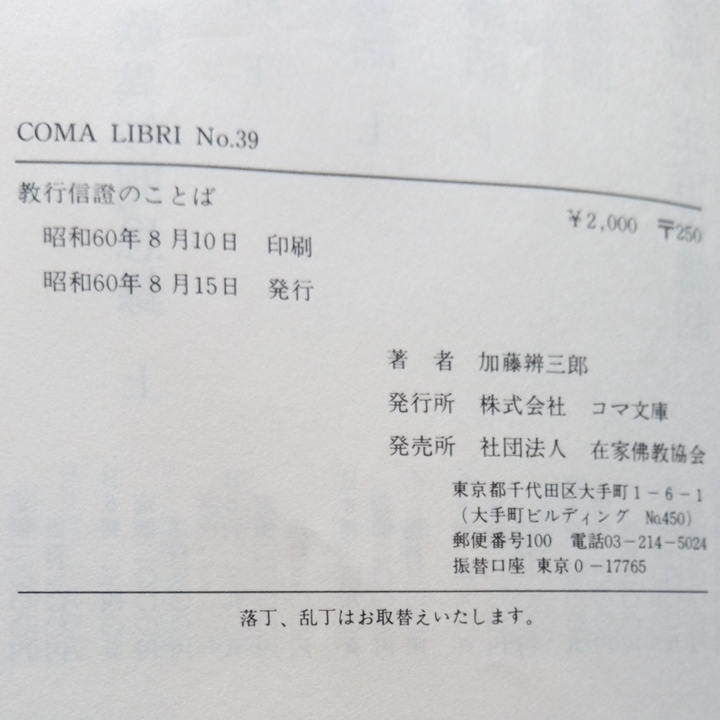 COMA LIBRI No.39
教行信證のことば
¥2,000 〒250
昭和60年8月10日 印刷
昭和60年8月15日 発行
著 者 加藤辨三郎
発行所 株式会社 コマ文庫
発売所 社団法人 在家佛教協会
東京都千代田区大手町1-6-1
(大手町ビルディング No.450)
郵便番号100 電話03-214-5024
振替口座 東京0-17765
落丁、乱丁はお取替えいたします。